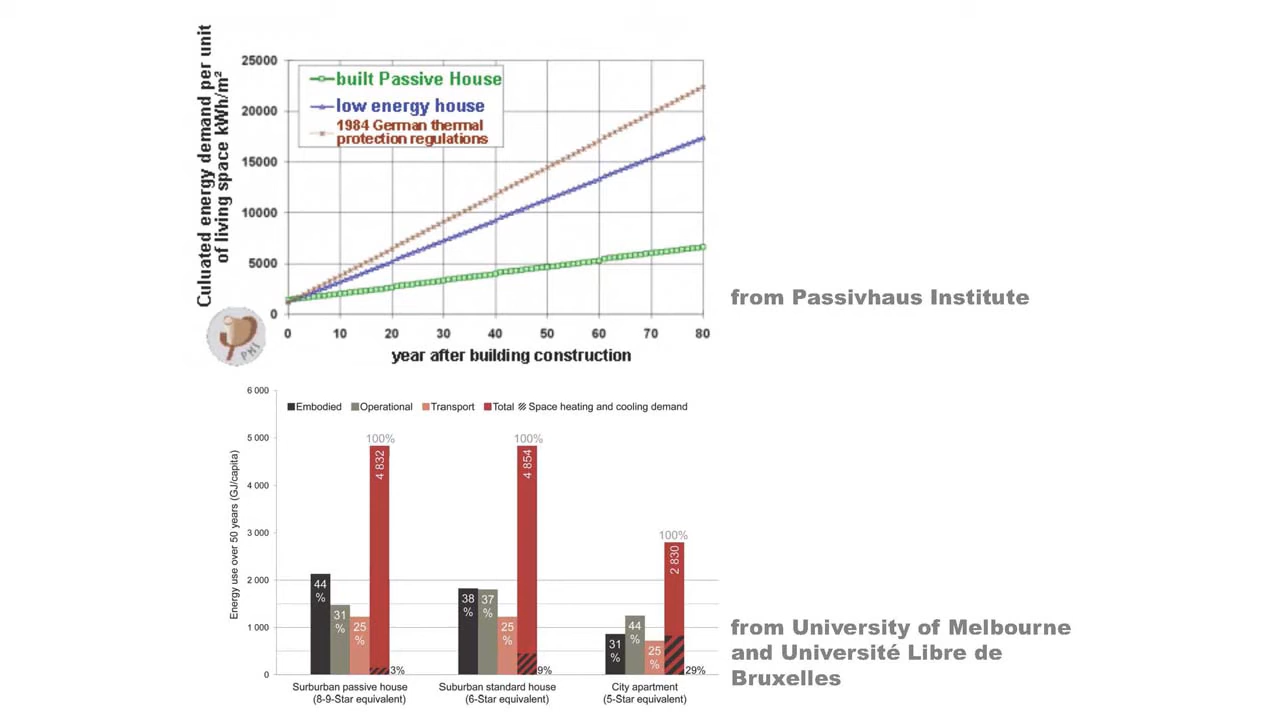 Culuated energy demand per unit
of living space kWh/m²
25000
20000
15000
10000
5000
0
built Passive House
low energy house
1984 German thermal
protection regulations
0 10 20 30 40 50 60 70 80
year after building construction
PHI
from Passivhaus Institute
Energy use over 50 years (GJ/capita)
6 000
5 000
4 000
3 000
2 000
1 000
0
Embodied Operational Transport Total Space heating and cooling demand
100% 100% 100%
4 832 4 854 2 830
44 %
31 %
25 %
3%
38 %
37 %
25 %
9%
31 %
44 %
25 %
29%
Surburban passive house
(8-9-Star equivalent)
Suburban standard house
(6-Star equivalent)
City apartment
(5-Star equivalent)
from University of Melbourne
and Université Libre de
Bruxelles